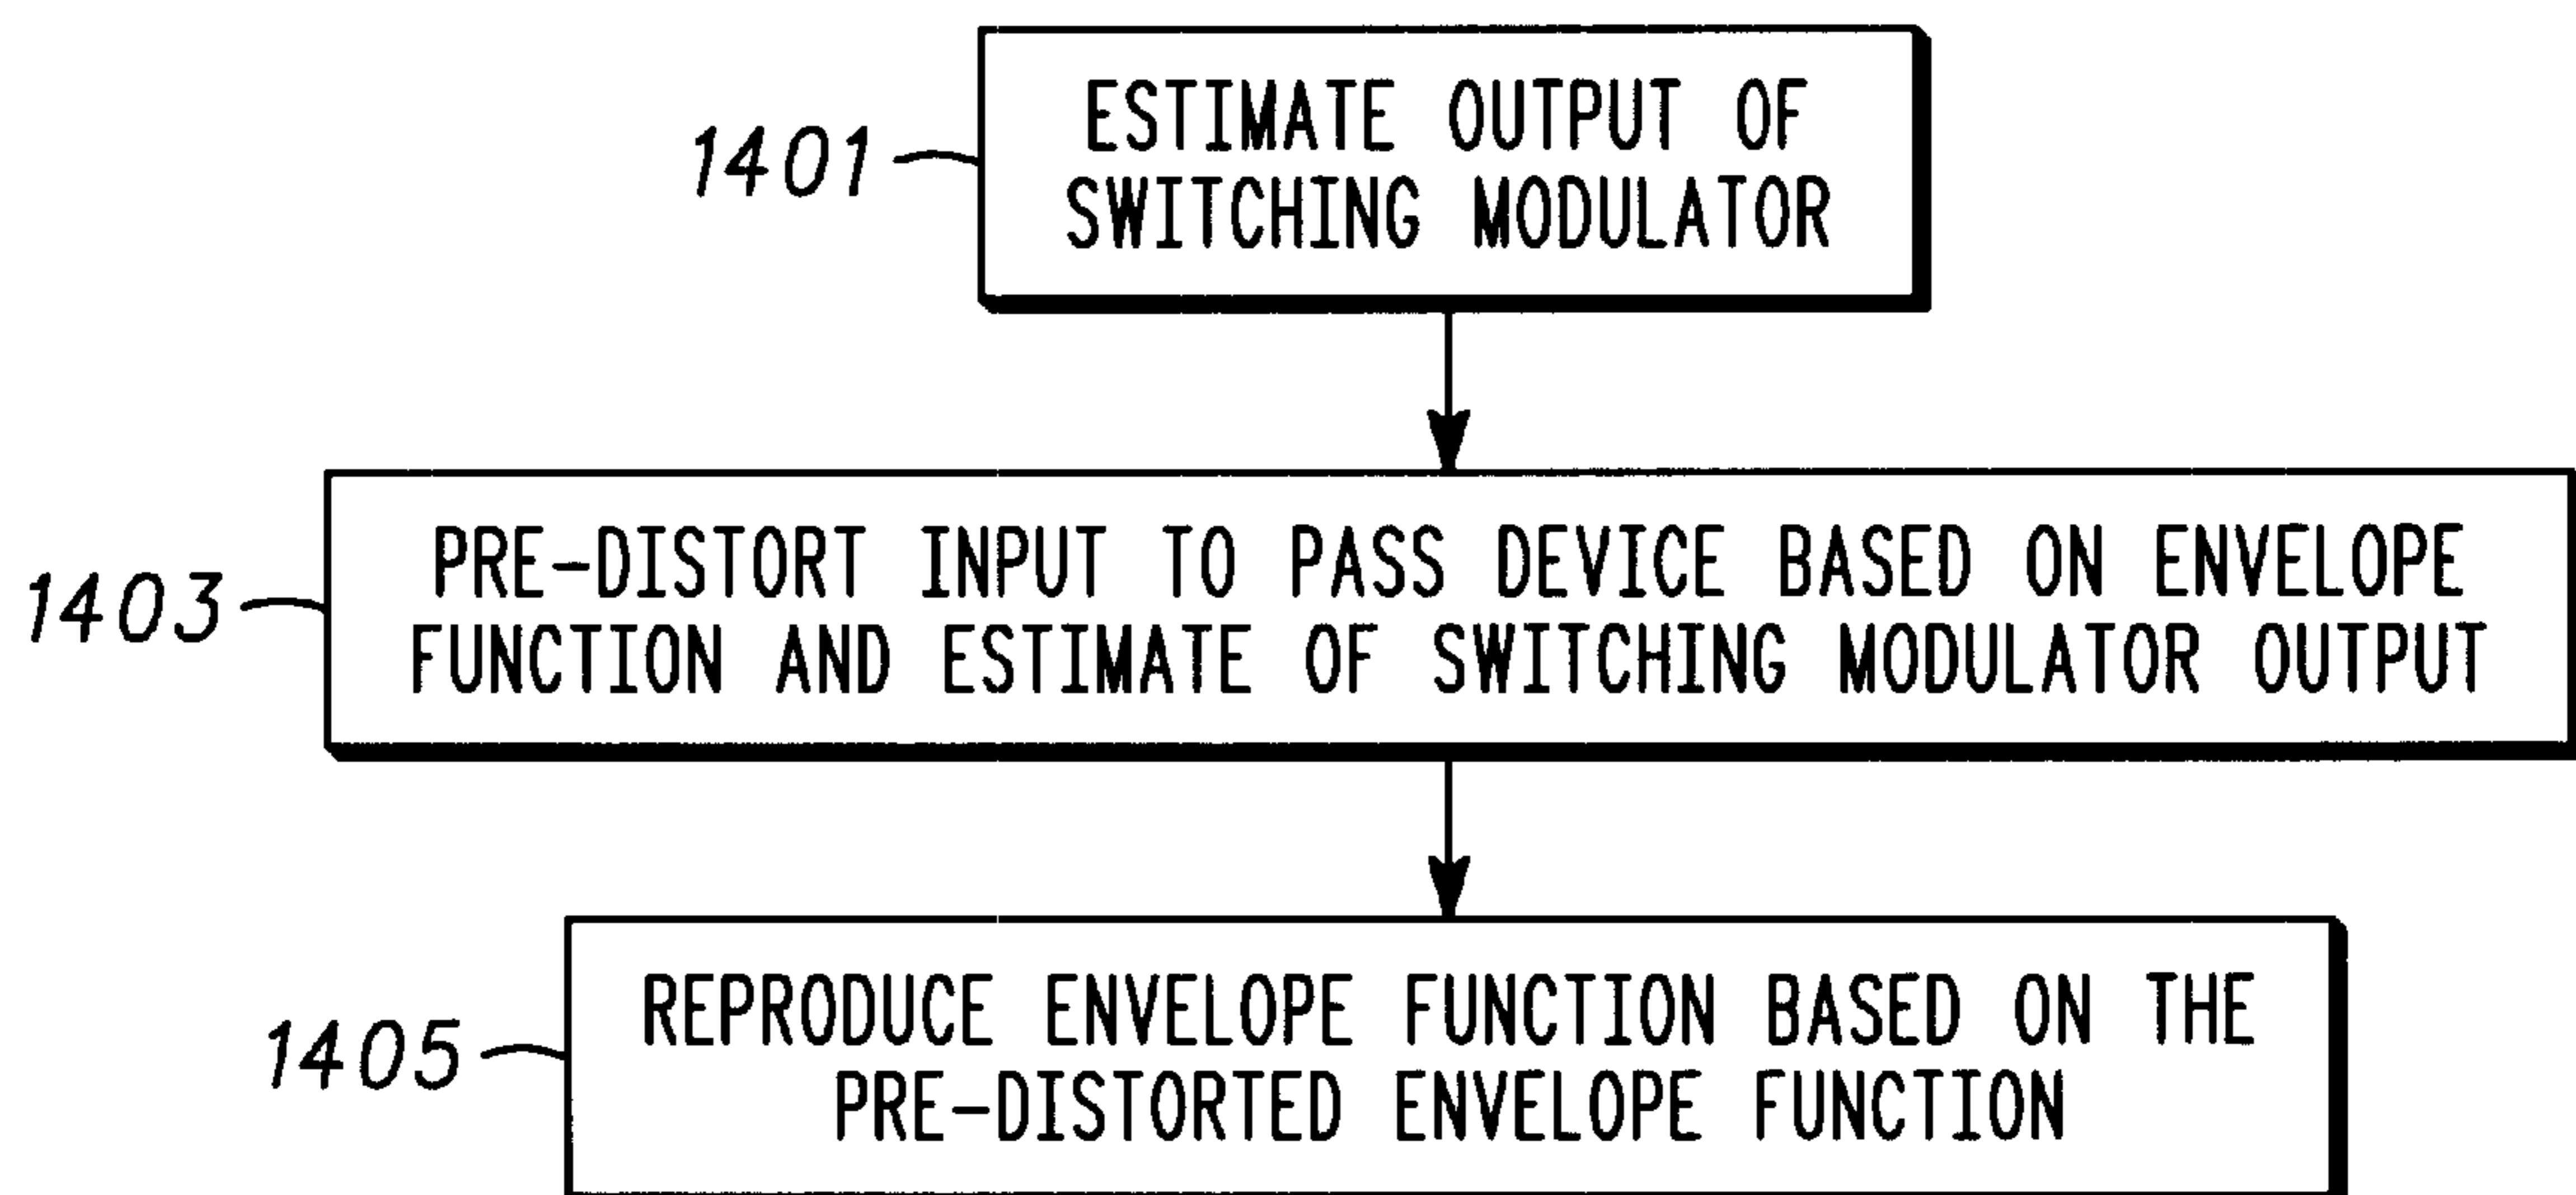 1401
ESTIMATE OUTPUT OF
SWITCHING MODULATOR
1403
PRE-DISTORT INPUT TO PASS DEVICE BASED ON ENVELOPE
FUNCTION AND ESTIMATE OF SWITCHING MODULATOR OUTPUT
1405
REPRODUCE ENVELOPE FUNCTION BASED ON THE
PRE-DISTORTED ENVELOPE FUNCTION